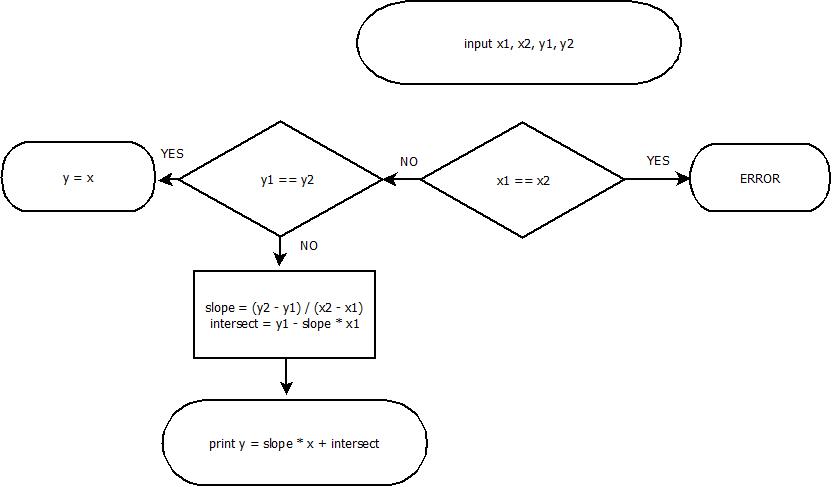 input x1, x2, y1, y2
YES
NO
YES
y = x
y1 == y2
x1 == x2
ERROR
NO
slope = (y2 - y1) / (x2 - x1)
intersect = y1 - slope * x1
print y = slope * x + intersect